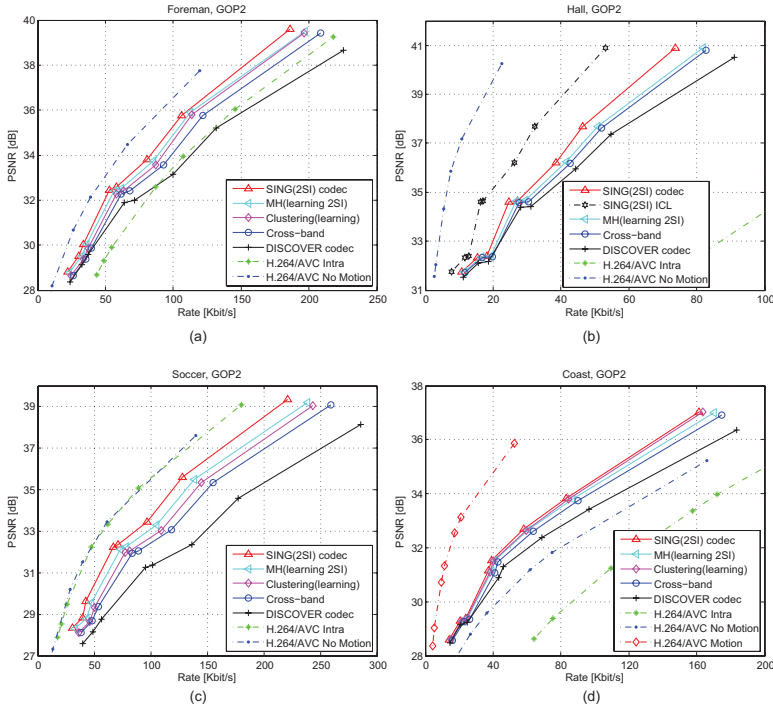 Foreman, GOP2
PSNR [dB]
40
38
36
34
32
30
28
0
50
100
150
200
250
Rate [Kbit/s]
SING(2SI) codec
MH(learning 2SI)
Clustering(learning)
Cross-band
DISCOVER codec
H.264/AVC Intra
H.264/AVC No Motion
(a)
Hall, GOP2
PSNR [dB]
41
39
37
35
33
31
0
20
40
60
80
100
Rate [Kbit/s]
SING(2SI) codec
SING(2SI) ICL
MH(learning 2SI)
Cross-band
DISCOVER codec
H.264/AVC Intra
H.264/AVC No Motion
(b)
Soccer, GOP2
PSNR [dB]
39
37
35
33
31
29
27
0
50
100
150
200
250
300
Rate [Kbit/s]
SING(2SI) codec
MH(learning 2SI)
Clustering(learning)
Cross-band
DISCOVER codec
H.264/AVC Intra
H.264/AVC No Motion
(c)
Coast, GOP2
PSNR [dB]
38
36
34
32
30
28
0
40
80
120
160
200
Rate [Kbit/s]
SING(2SI) codec
MH(learning 2SI)
Clustering(learning)
Cross-band
DISCOVER codec
H.264/AVC Intra
H.264/AVC No Motion
H.264/AVC Motion
(d)